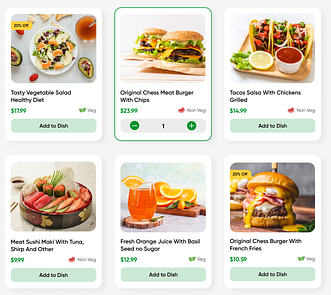 20% Off
Tasty Vegetable Salad
Healthy Diet
$17.99
Veg
Add to Dish
Original Chess Meat Burger
With Chips
$23.99
Non Veg
1
Tacos Salsa With Chickens
Grilled
$14.99
Non Veg
Add to Dish
Meat Sushi Maki With Tuna,
Shirp And Other
$9.99
Non Veg
Add to Dish
Fresh Orange Juice With Basil
Seed no Sugar
$12.99
Veg
Add to Dish
20% Off
Original Chess Burger With
French Fries
$10.59
Veg
Add to Dish